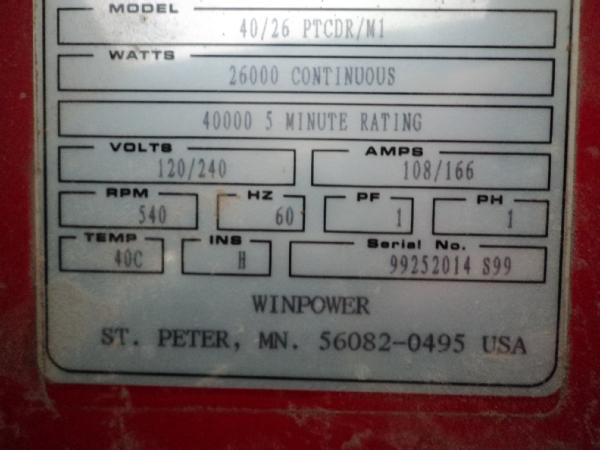 MODEL
40/26 PTCDR/M1
WATTS
26000 CONTINUOUS
40000 5 MINUTE RATING
VOLTS AMPS
120/240 108/166
RPM HZ PF PH
540 60 1 1
TEMP INS Serial No.
40C H 99252014 S99
WINPOWER
ST. PETER, MN. 56082-0495 USA